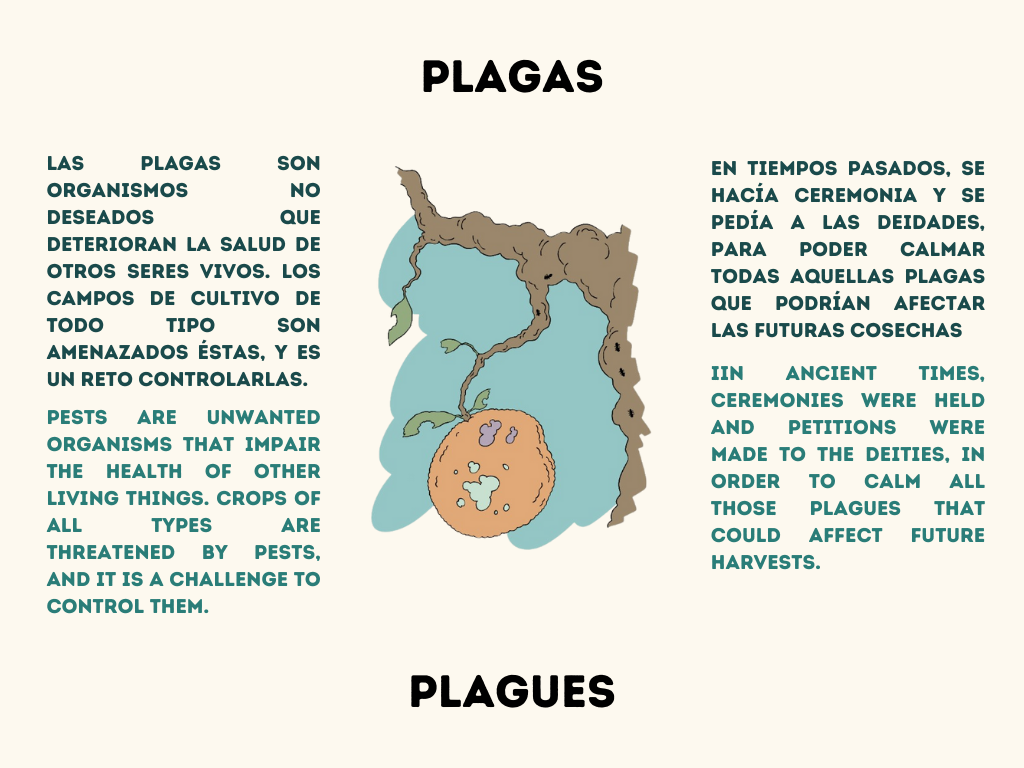 PLAGAS
LAS PLAGAS SON
ORGANISMOS NO
DESEADOS QUE
DETERIORAN LA SALUD DE
OTROS SERES VIVOS. LOS
CAMPOS DE CULTIVO DE
TODO TIPO SON
AMENAZADOS ÉSTAS, Y ES
UN RETO CONTROLARLAS.
PESTS ARE UNWANTED
ORGANISMS THAT IMPAIR
THE HEALTH OF OTHER
LIVING THINGS. CROPS OF
ALL TYPES ARE
THREATENED BY PESTS,
AND IT IS A CHALLENGE TO
CONTROL THEM.
EN TIEMPOS PASADOS, SE
HACÍA CEREMONIA Y SE
PEDÍA A LAS DEIDADES,
PARA PODER CALMAR
TODAS AQUELLAS PLAGAS
QUE PODRÍAN AFECTAR
LAS FUTURAS COSECHAS
IIN ANCIENT TIMES,
CEREMONIES WERE HELD
AND PETITIONS WERE
MADE TO THE DEITIES, IN
ORDER TO CALM ALL
THOSE PLAGUES THAT
COULD AFFECT FUTURE
HARVESTS.
PLAGUES